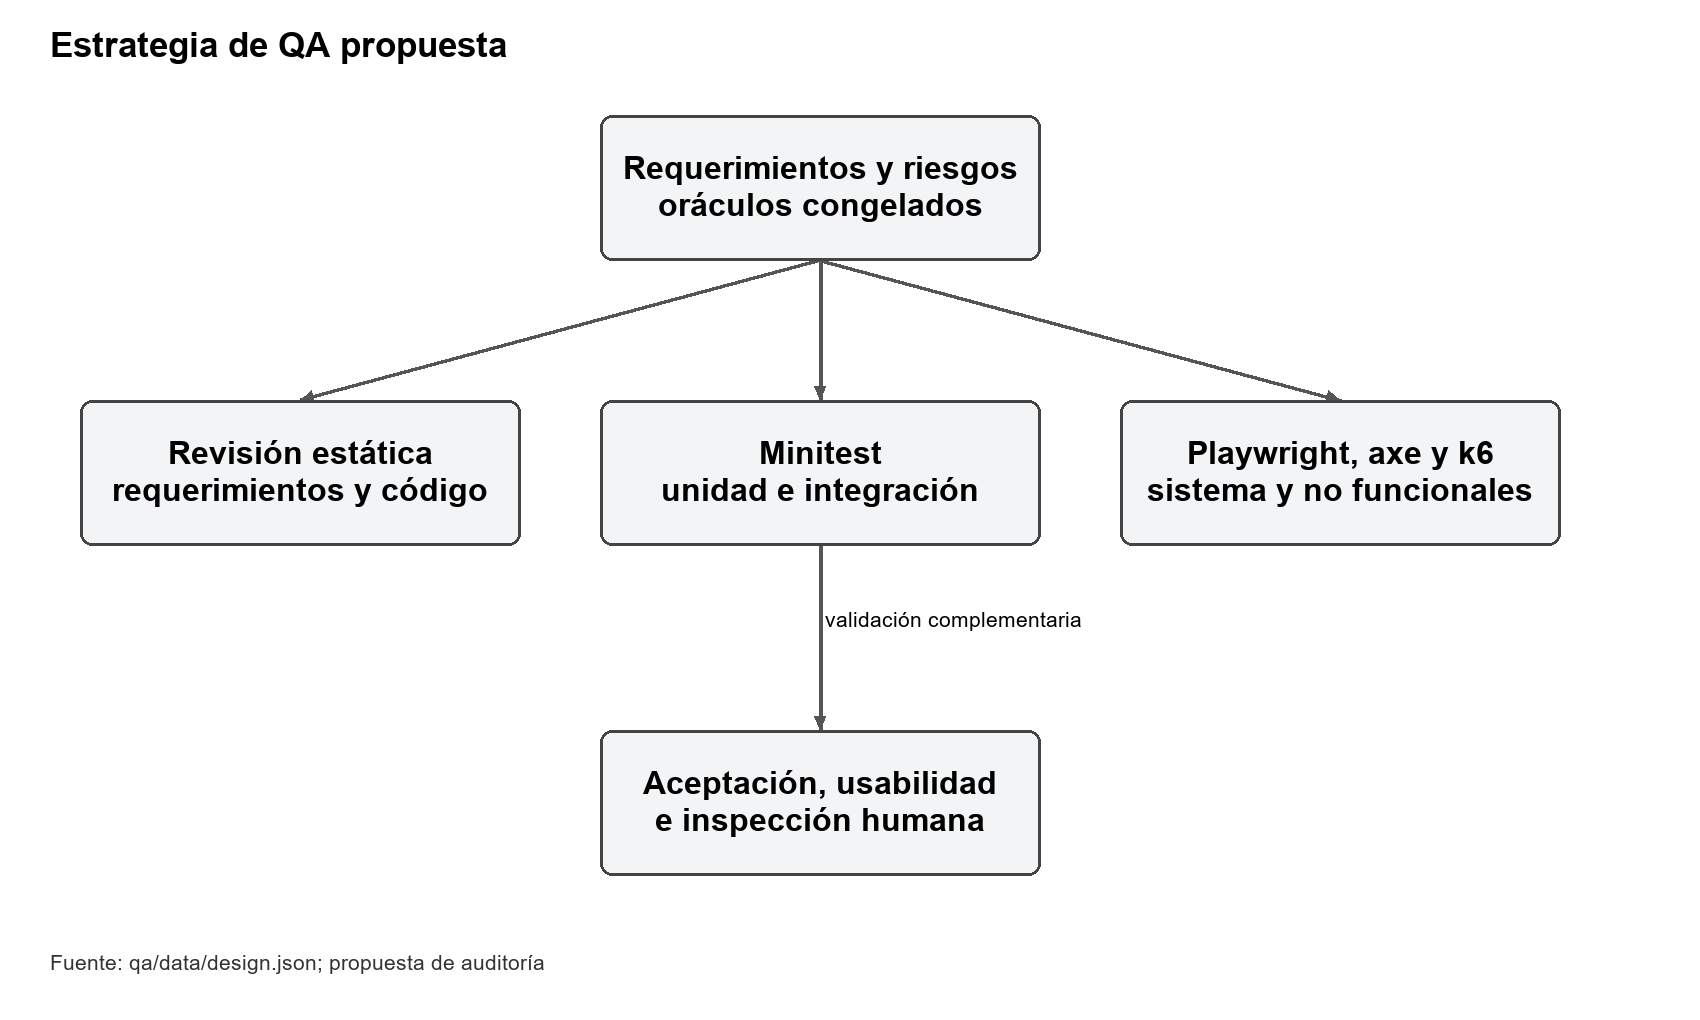 Estrategia de QA propuesta
Requerimientos y riesgos
oráculos congelados
Revisión estática
requerimientos y código
Minitest
unidad e integración
Playwright, axe y k6
sistema y no funcionales
validación complementaria
Aceptación, usabilidad
e inspección humana
Fuente: qa/data/design.json; propuesta de auditoría